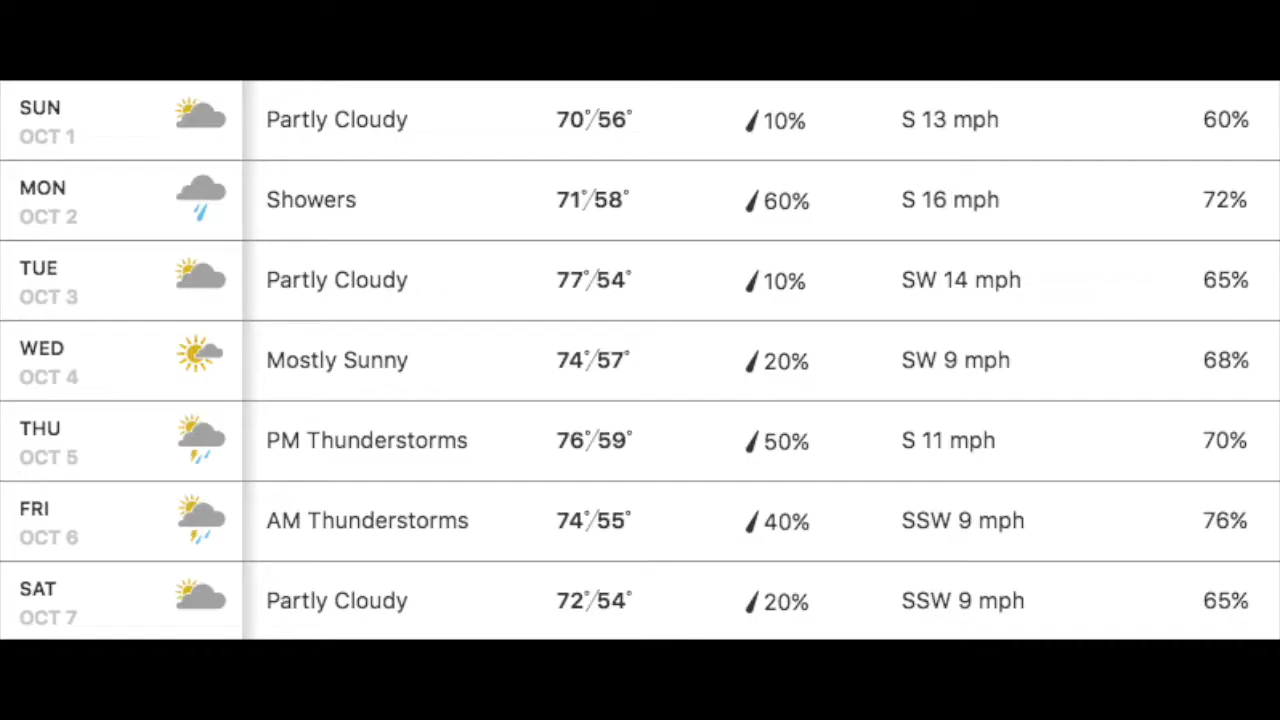 SUN
OCT 1
Partly Cloudy 70°/56° 10% S 13 mph 60%
MON
OCT 2
Showers 71°/58° 60% S 16 mph 72%
TUE
OCT 3
Partly Cloudy 77°/54° 10% SW 14 mph 65%
WED
OCT 4
Mostly Sunny 74°/57° 20% SW 9 mph 68%
THU
OCT 5
PM Thunderstorms 76°/59° 50% S 11 mph 70%
FRI
OCT 6
AM Thunderstorms 74°/55° 40% SSW 9 mph 76%
SAT
OCT 7
Partly Cloudy 72°/54° 20% SSW 9 mph 65%